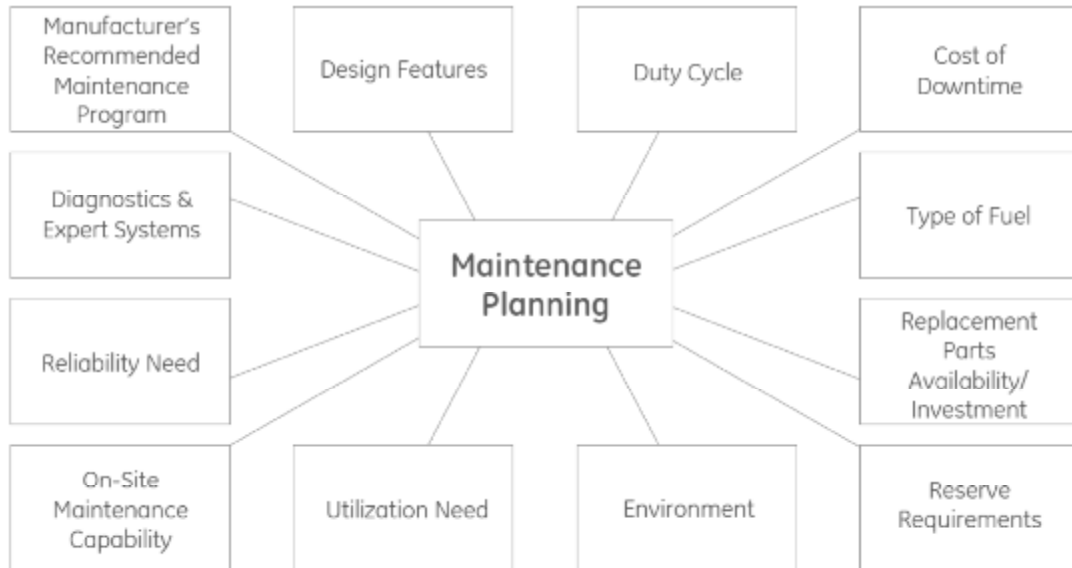 Manufacturer's
Recommended
Maintenance
Program
Design Features
Duty Cycle
Cost of
Downtime
Diagnostics &
Expert Systems
Type of Fuel
Maintenance
Planning
Reliability Need
Replacement
Parts
Availability/
Investment
On-Site
Maintenance
Capability
Utilization Need
Environment
Reserve
Requirements